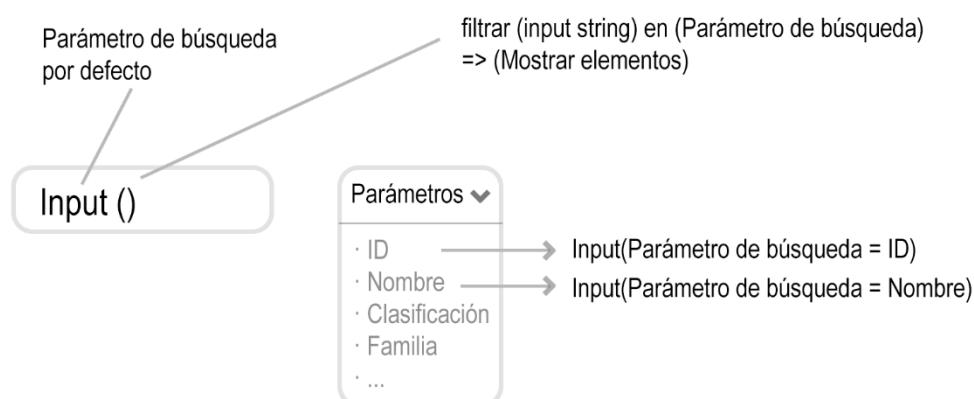 Parámetro de búsqueda
por defecto
filtrar (input string) en (Parámetro de búsqueda)
=> (Mostrar elementos)
Input ()
Parámetros
· ID
· Nombre
· Clasificación
· Familia
· ...
Input(Parámetro de búsqueda = ID)
Input(Parámetro de búsqueda = Nombre)